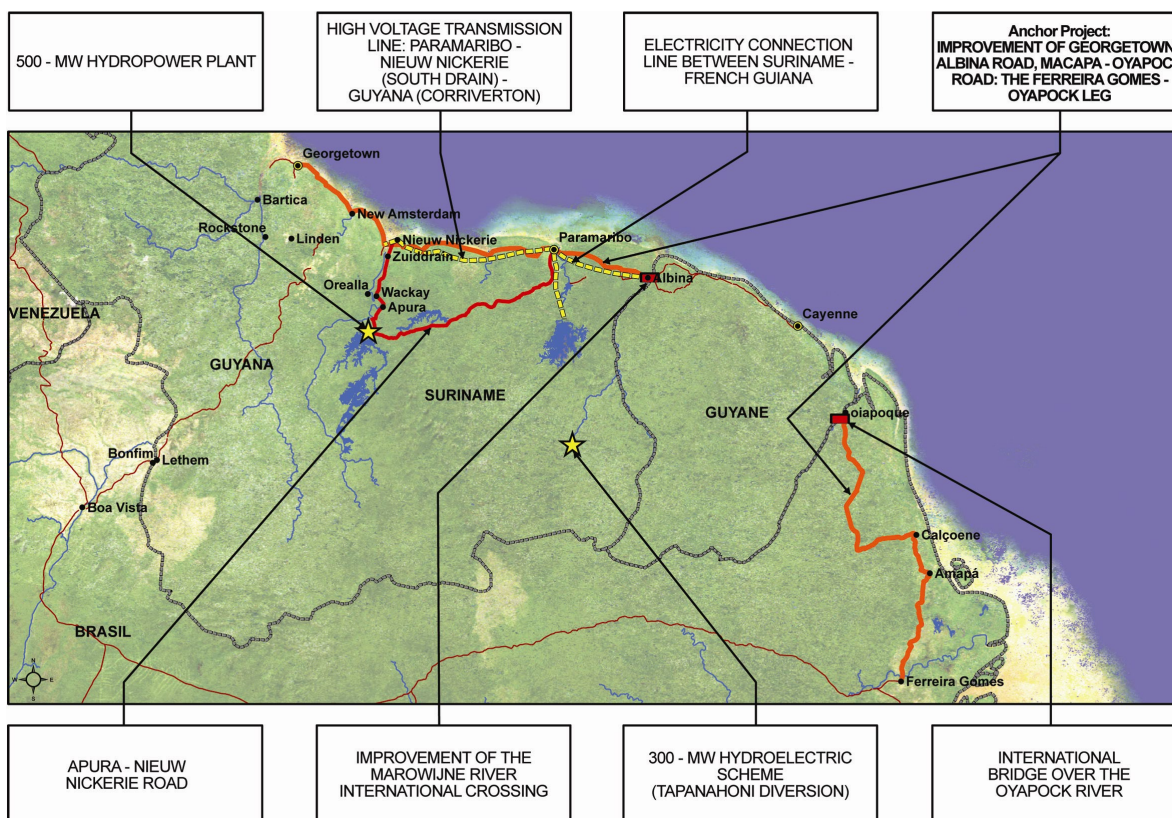 500 - MW HYDROPOWER PLANT
HIGH VOLTAGE TRANSMISSION
LINE: PARAMARIBO -
NIEUW NICKERIE
(SOUTH DRAIN) -
GUYANA (CORRIVERTON)
ELECTRICITY CONNECTION
LINE BETWEEN SURINAME -
FRENCH GUIANA
Anchor Project:
IMPROVEMENT OF GEORGETOWN
ALBINA ROAD, MACAPA - OYAPOCK
ROAD: THE FERREIRA GOMES -
OYAPOCK LEG
Georgetown
Bartica
New Amsterdam
Rockstone
Linden
Nieuw Nickerie
Paramaribo
Zuiddrain
Albina
Orealla
Wackay
Apura
VENEZUELA
Cayenne
GUYANA
SURINAME
GUYANE
oiapoque
Bonfim
Lethem
Boa Vista
Calçoene
Amapá
BRASIL
N
W
E
S
Ferreira Gomes
APURA - NIEUW
NICKERIE ROAD
IMPROVEMENT OF THE
MAROWIJNE RIVER
INTERNATIONAL CROSSING
300 - MW HYDROELECTRIC
SCHEME
(TAPANAHONI DIVERSION)
INTERNATIONAL
BRIDGE OVER THE
OYAPOCK RIVER